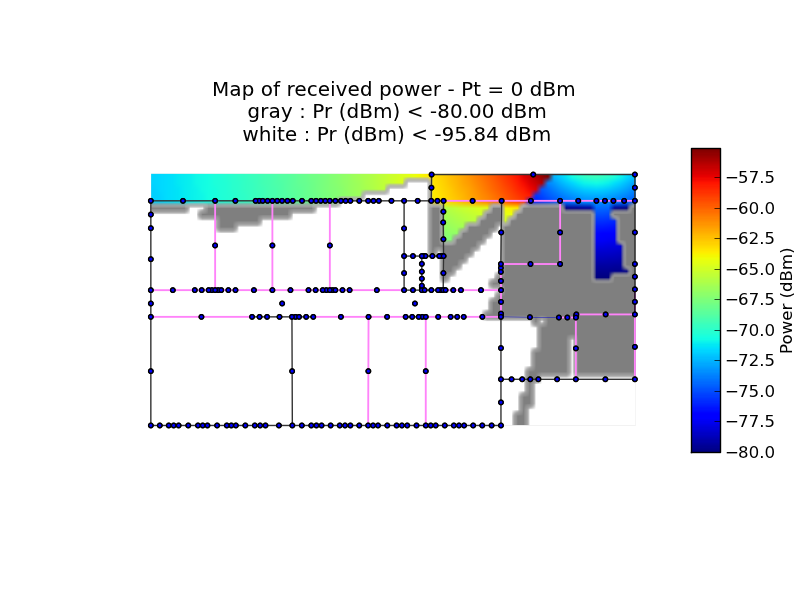 Map of received power - Pt = 0 dBm
gray : Pr (dBm) < -80.00 dBm
white : Pr (dBm) < -95.84 dBm
−57.5
−60.0
−62.5
−65.0
−67.5
−70.0
−72.5
−75.0
−77.5
−80.0
Power (dBm)